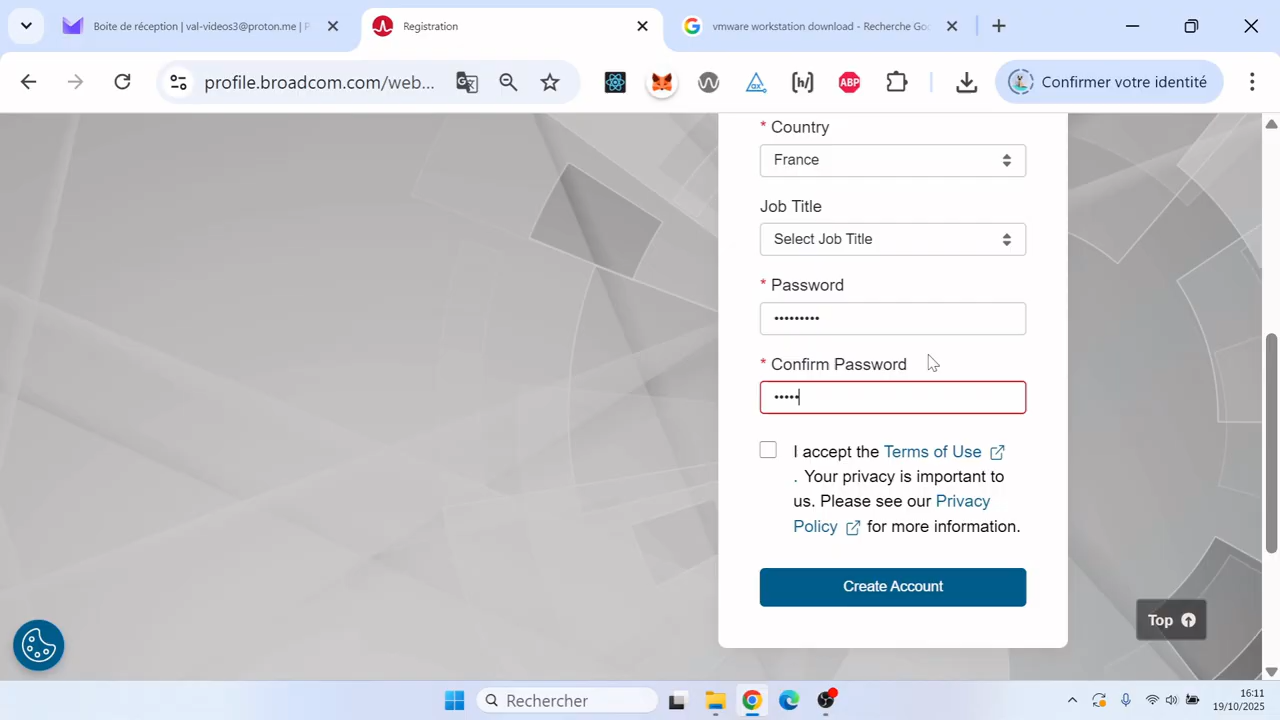 Boite de réception | val-videos3@proton.me | P
Registration
vmware workstation download - Recherche Goo
profile.broadcom.com/web...
ABP
Confirmer votre identité
* Country
France
Job Title
Select Job Title
* Password
•••••••••
* Confirm Password
•••••
I accept the Terms of Use
. Your privacy is important to
us. Please see our Privacy
Policy for more information.
Create Account
Top
Rechercher
16:11
19/10/2025